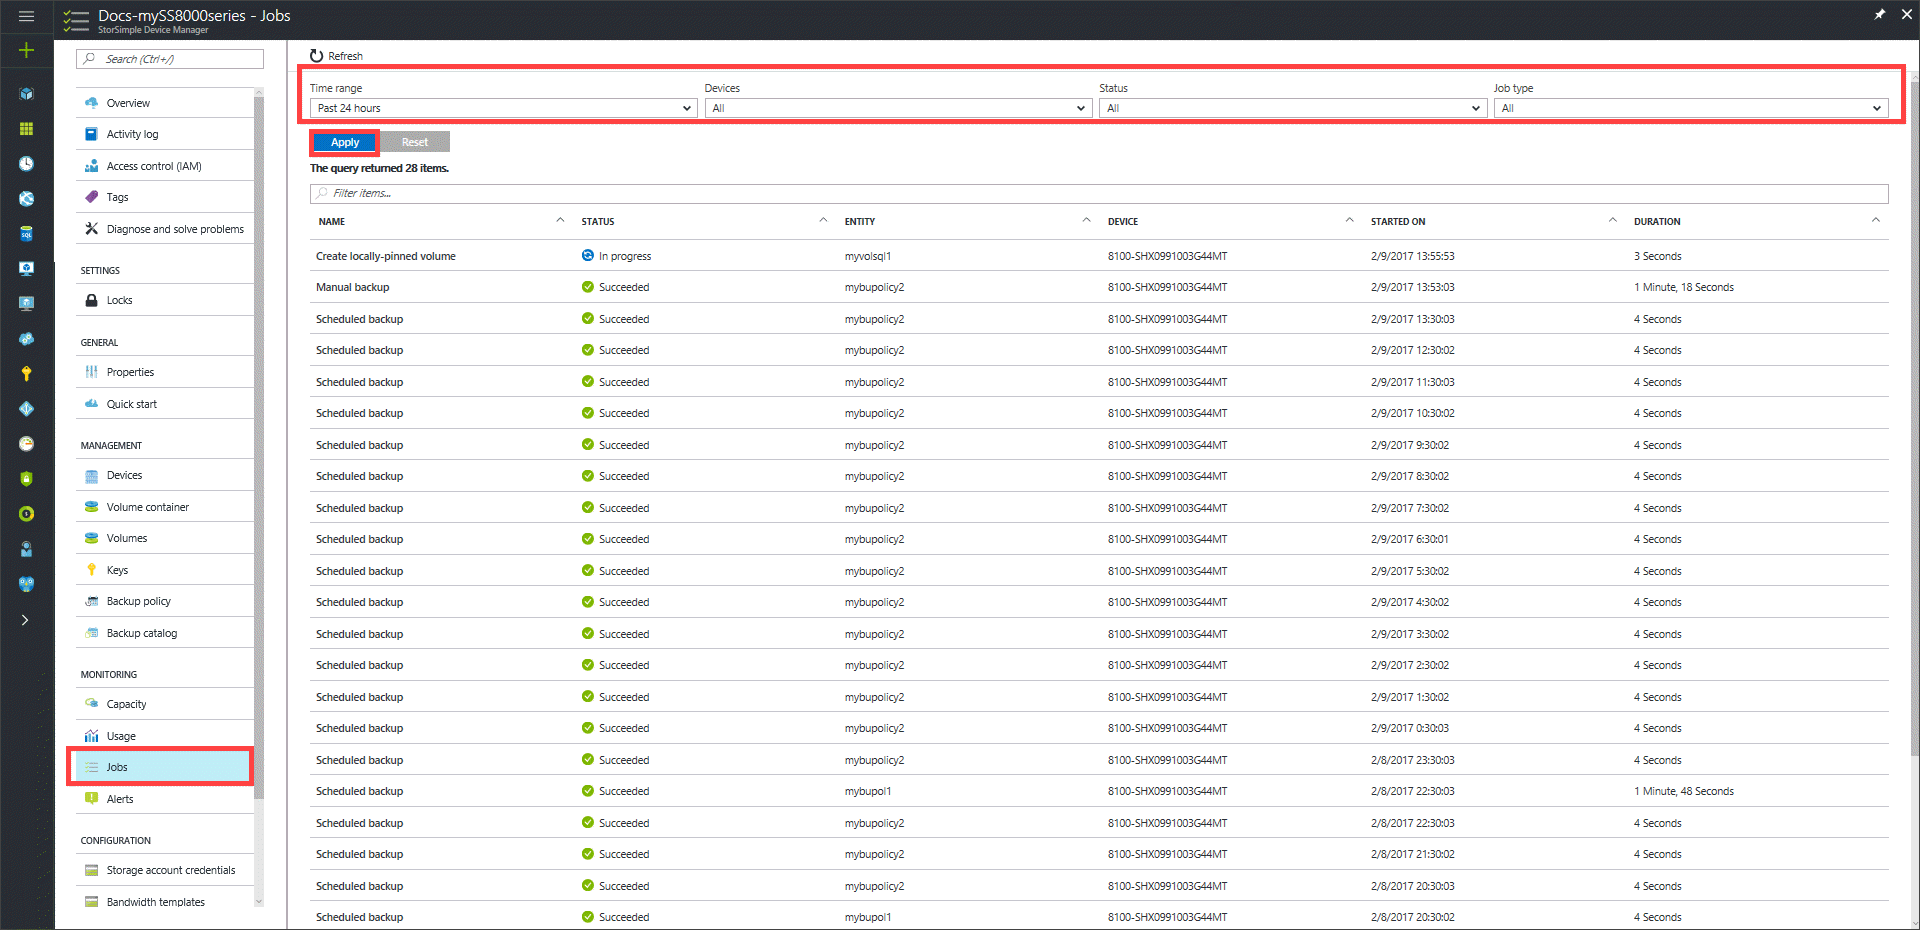 Docs-mySS8000series - Jobs
StorSimple Device Manager
Search (Ctrl+/)
Overview
Activity log
Access control (IAM)
Tags
Diagnose and solve problems
SETTINGS
Locks
GENERAL
Properties
Quick start
MANAGEMENT
Devices
Volume container
Volumes
Keys
Backup policy
Backup catalog
MONITORING
Capacity
Usage
Jobs
Alerts
CONFIGURATION
Storage account credentials
Bandwidth templates
Refresh
Time range Devices Status Job type
Past 24 hours All All All
Apply Reset
The query returned 28 items.
Filter items...
NAME STATUS ENTITY DEVICE STARTED ON DURATION
Create locally-pinned volume In progress myvolsql1 8100-SHX0991003G44MT 2/9/2017 13:55:53 3 Seconds
Manual backup Succeeded mybupolicy2 8100-SHX0991003G44MT 2/9/2017 13:53:03 1 Minute, 18 Seconds
Scheduled backup Succeeded mybupolicy2 8100-SHX0991003G44MT 2/9/2017 13:30:03 4 Seconds
Scheduled backup Succeeded mybupolicy2 8100-SHX0991003G44MT 2/9/2017 12:30:02 4 Seconds
Scheduled backup Succeeded mybupolicy2 8100-SHX0991003G44MT 2/9/2017 11:30:03 4 Seconds
Scheduled backup Succeeded mybupolicy2 8100-SHX0991003G44MT 2/9/2017 10:30:02 4 Seconds
Scheduled backup Succeeded mybupolicy2 8100-SHX0991003G44MT 2/9/2017 9:30:02 4 Seconds
Scheduled backup Succeeded mybupolicy2 8100-SHX0991003G44MT 2/9/2017 8:30:02 4 Seconds
Scheduled backup Succeeded mybupolicy2 8100-SHX0991003G44MT 2/9/2017 7:30:02 4 Seconds
Scheduled backup Succeeded mybupolicy2 8100-SHX0991003G44MT 2/9/2017 6:30:01 4 Seconds
Scheduled backup Succeeded mybupolicy2 8100-SHX0991003G44MT 2/9/2017 5:30:02 4 Seconds
Scheduled backup Succeeded mybupolicy2 8100-SHX0991003G44MT 2/9/2017 4:30:02 4 Seconds
Scheduled backup Succeeded mybupolicy2 8100-SHX0991003G44MT 2/9/2017 3:30:02 4 Seconds
Scheduled backup Succeeded mybupolicy2 8100-SHX0991003G44MT 2/9/2017 2:30:02 4 Seconds
Scheduled backup Succeeded mybupolicy2 8100-SHX0991003G44MT 2/9/2017 1:30:02 4 Seconds
Scheduled backup Succeeded mybupolicy2 8100-SHX0991003G44MT 2/9/2017 0:30:03 4 Seconds
Scheduled backup Succeeded mybupolicy2 8100-SHX0991003G44MT 2/8/2017 23:30:03 4 Seconds
Scheduled backup Succeeded mybupol1 8100-SHX0991003G44MT 2/8/2017 22:30:03 1 Minute, 48 Seconds
Scheduled backup Succeeded mybupolicy2 8100-SHX0991003G44MT 2/8/2017 22:30:03 4 Seconds
Scheduled backup Succeeded mybupolicy2 8100-SHX0991003G44MT 2/8/2017 21:30:02 4 Seconds
Scheduled backup Succeeded mybupolicy2 8100-SHX0991003G44MT 2/8/2017 20:30:03 4 Seconds
Scheduled backup Succeeded mybupol1 8100-SHX0991003G44MT 2/8/2017 20:30:02 4 Seconds